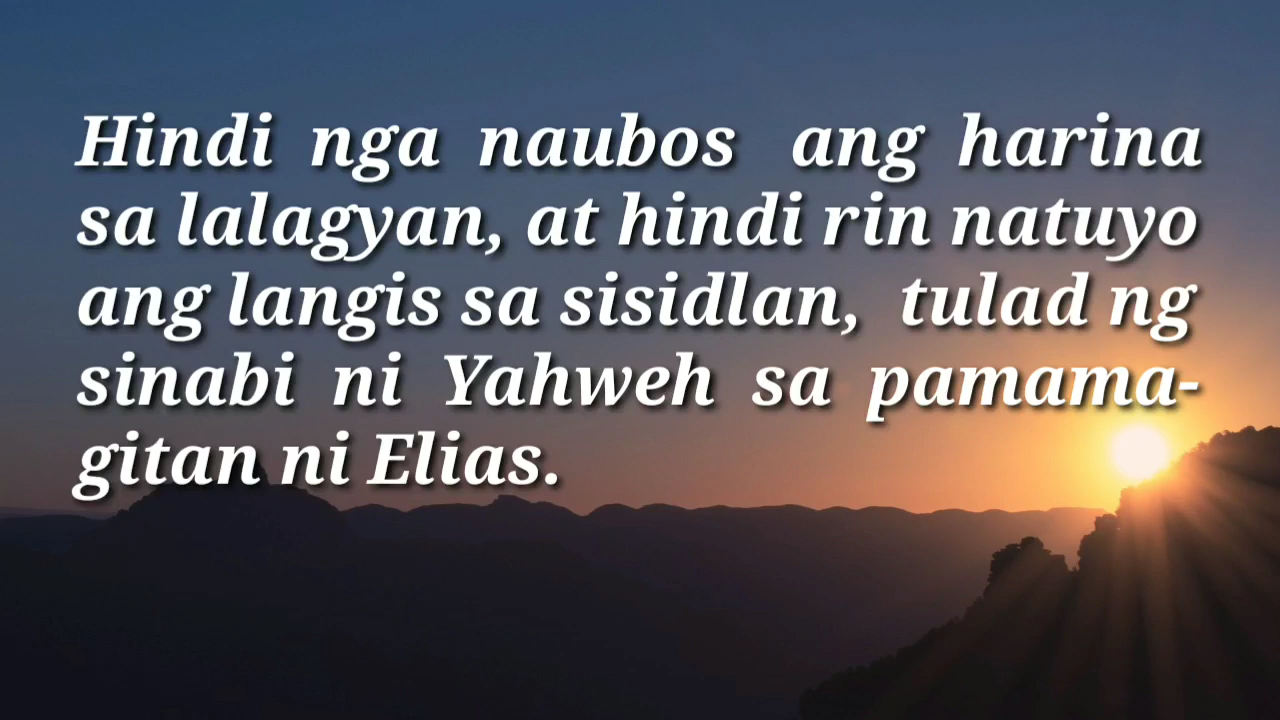 Hindi nga naubos ang harina
sa lalagyan, at hindi rin natuyo
ang langis sa sisidlan, tulad ng
sinabi ni Yahweh sa pamama-
gitan ni Elias.